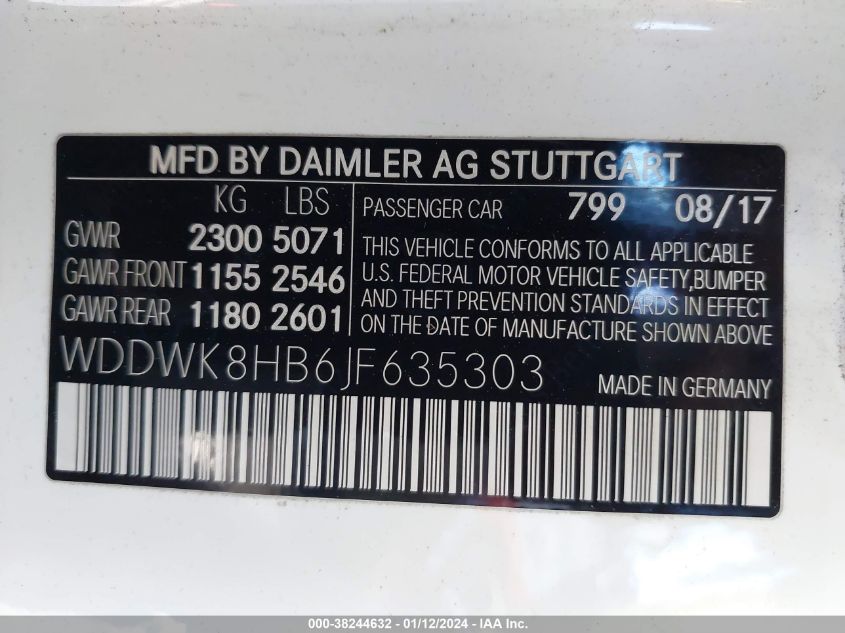 MFD BY DAIMLER AG STUTTGART
KG LBS
GVWR 2300 5071
GAWR FRONT 1155 2546
GAWR REAR 1180 2601
PASSENGER CAR 799 08/17
THIS VEHICLE CONFORMS TO ALL APPLICABLE
U.S. FEDERAL MOTOR VEHICLE SAFETY,BUMPER
AND THEFT PREVENTION STANDARDS IN EFFECT
ON THE DATE OF MANUFACTURE SHOWN ABOVE
WDDWK8HB6JF635303
MADE IN GERMANY
000-38244632 - 01/12/2024 - IAA Inc.